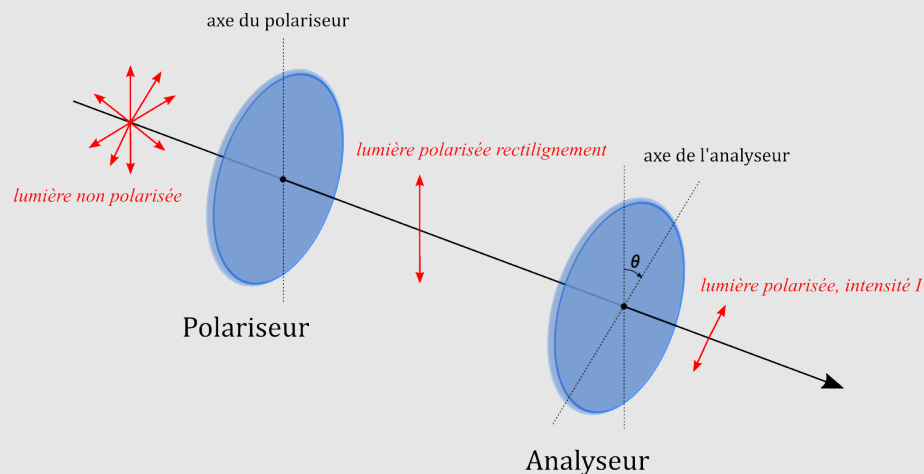 axe du polariseur
lumière non polarisée
lumière polarisée rectilignement
axe de l'analyseur
θ
lumière polarisée, intensité I
Polariseur
Analyseur